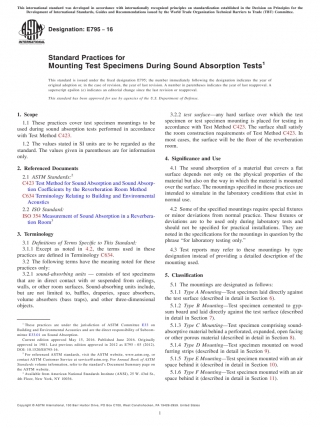 This international standard was developed in accordance with internationally recognized principles on standardization established in the Decision on Principles for the
Development of International Standards, Guides and Recommendations issued by the World Trade Organization Technical Barriers to Trade (TBT) Committee.
Designation: E795 − 16
INTERNATIONAL
Standard Practices for
Mounting Test Specimens During Sound Absorption Tests1
This standard is issued under the fixed designation E795; the number immediately following the designation indicates the year of
original adoption or, in the case of revision, the year of last revision. A number in parentheses indicates the year of last reapproval. A
superscript epsilon (ε) indicates an editorial change since the last revision or reapproval.
This standard has been approved for use by agencies of the U.S. Department of Defense.
1. Scope
1.1 These practices cover test specimen mountings to be
used during sound absorption tests performed in accordance
with Test Method C423.
1.2 The values stated in SI units are to be regarded as the
standard. The values given in parentheses are for information
only.
2. Referenced Documents
2.1 ASTM Standards:2
C423 Test Method for Sound Absorption and Sound Absorp-
tion Coefficients by the Reverberation Room Method
C634 Terminology Relating to Building and Environmental
Acoustics
2.2 ISO Standard:
ISO 354 Measurement of Sound Absorption in a Reverbera-
tion Room3
3. Terminology
3.1 Definitions of Terms Specific to This Standard:
3.1.1 Except as noted in 4.2, the terms used in these
practices are defined in Terminology C634.
3.2 The following terms have the meaning noted for these
practices only:
3.2.1 sound-absorbing units — consists of test specimens
that are in direct contact with or suspended from ceilings,
walls, or other room surfaces. Sound-absorbing units include,
but are not limited to, baffles, clouds, space absorbers,
volume absorbers (bass traps), and other three-dimensional
objects.
1 These practices are under the jurisdiction of ASTM Committee E33 on
Building and Environmental Acoustics and are the direct responsibility of Subcom-
mittee E33.01 on Sound Absorption.
Current edition approved May 15, 2016. Published June 2016. Originally
approved in 1981. Last previous edition approved in 2012 as E795 – 05 (2012).
DOI: 10.1520/E0795-16.
2 For referenced ASTM standards, visit the ASTM website, www.astm.org, or
contact ASTM Customer Service at service@astm.org. For Annual Book of ASTM
Standards volume information, refer to the standard's Document Summary page on
the ASTM website.
3 Available from American National Standards Institute (ANSI), 25 W. 43rd St.,
4th Floor, New York, NY 10036.
3.2.2 test surface—any hard surface over which the test
specimen or test specimen mounting is placed for testing in
accordance with Test Method C423. The surface shall satisfy
the room construction requirements of Test Method C423. In
most cases, the surface will be the floor of the reverberation
room.
4. Significance and Use
4.1 The sound absorption of a material that covers a flat
surface depends not only on the physical properties of the
material but also on the way in which the material is mounted
over the surface. The mountings specified in these practices are
intended to simulate in the laboratory conditions that exist in
normal use.
4.2 Some of the specified mountings require special fixtures
or minor deviations from normal practice. These fixtures or
deviations are to be used only during laboratory tests and
should not be specified for practical installations. They are
noted in the specifications for the mountings in question by the
phrase “for laboratory testing only.”
4.3 Test reports may refer to these mountings by type
designation instead of providing a detailed description of the
mounting used.
5. Classification
5.1 The mountings are designated as follows:
5.1.1 Type A Mounting—Test specimen laid directly against
the test surface (described in detail in Section 6).
5.1.2 Type B Mounting—Test specimen cemented to gyp-
sum board and laid directly against the test surface (described
in detail in Section 7).
5.1.3 Type C Mounting—Test specimen comprising sound-
absorptive material behind a perforated, expanded, open facing
or other porous material (described in detail in Section 8).
5.1.4 Type D Mounting—Test specimen mounted on wood
furring strips (described in detail in Section 9).
5.1.5 Type E Mounting—Test specimen mounted with an air
space behind it (described in detail in Section 10).
5.1.6 Type F Mounting—Test specimen mounted with an air
space behind it (described in detail in Section 11).
Copyright © ASTM International, 100 Barr Harbor Drive, PO Box C700, West Conshohocken, PA 19428-2959. United States
1